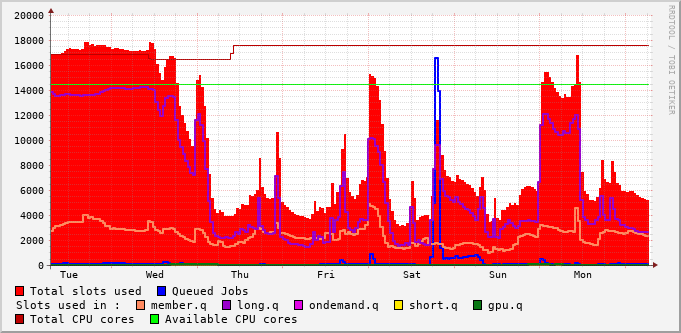 20000
18000
16000
14000
12000
10000
8000
6000
4000
2000
0
Tue Wed Thu Fri Sat Sun Mon
RRDTOOL / TOBI OETIKER
Total slots used Queued Jobs
Slots used in : member.q long.q ondemand.q short.q gpu.q
Total CPU cores Available CPU cores